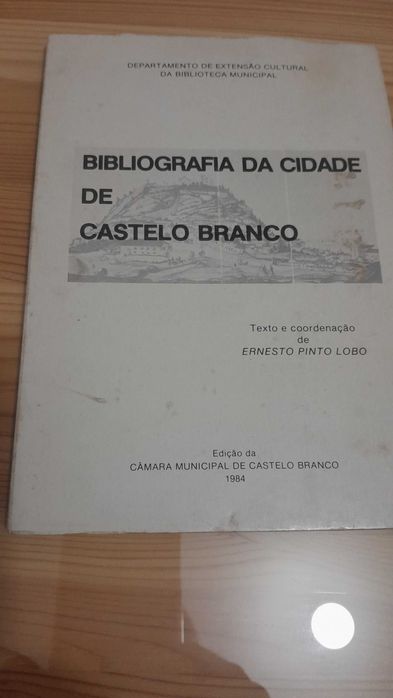 DEPARTAMENTO DE EXTENSÃO CULTURAL
DA BIBLIOTECA MUNICIPAL
BIBLIOGRAFIA DA CIDADE
DE
CASTELO BRANCO
Texto e coordenação
de
ERNESTO PINTO LOBO
Edição da
CÂMARA MUNICIPAL DE CASTELO BRANCO
1984